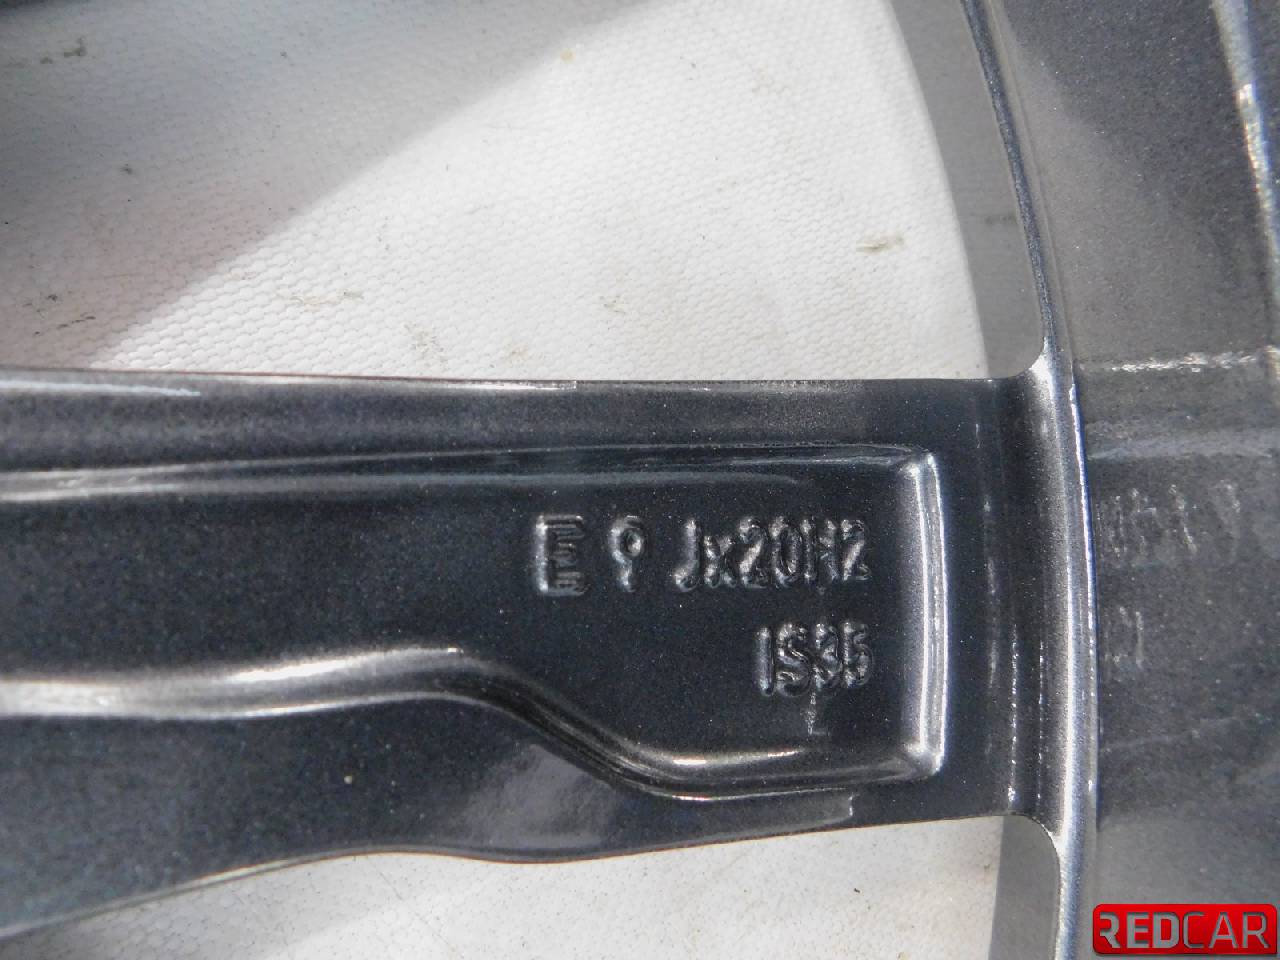 E 9 Jx20H2
IS35
REDCAR